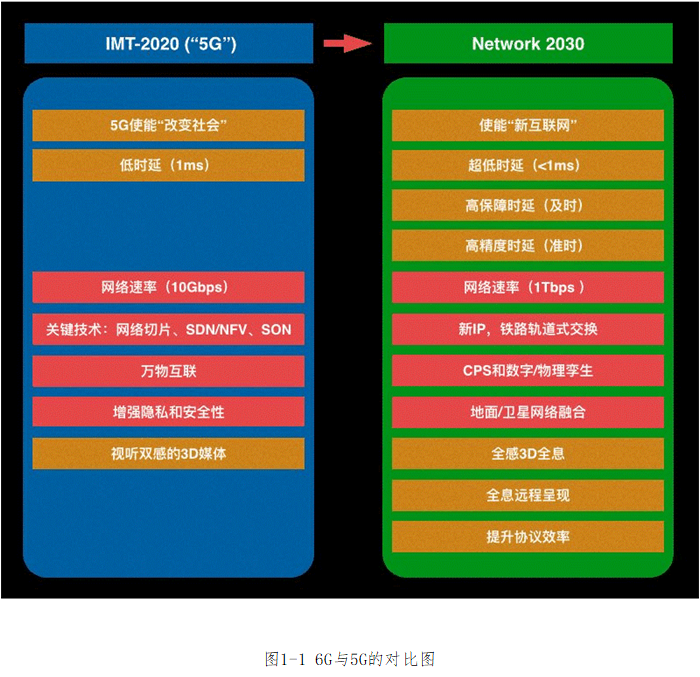 IMT-2020 (“5G”)
Network 2030
5G使能“改变社会”
低时延（1ms）
网络速率（10Gbps）
关键技术：网络切片、SDN/NFV、SON
万物互联
增强隐私和安全性
视听双感的3D媒体
使能“新互联网”
超低时延（<1ms）
高保障时延（及时）
高精度时延（准时）
网络速率（1Tbps ）
新IP，铁路轨道式交换
CPS和数字/物理孪生
地面/卫星网络融合
全感3D全息
全息远程呈现
提升协议效率
图1-1 6G与5G的对比图